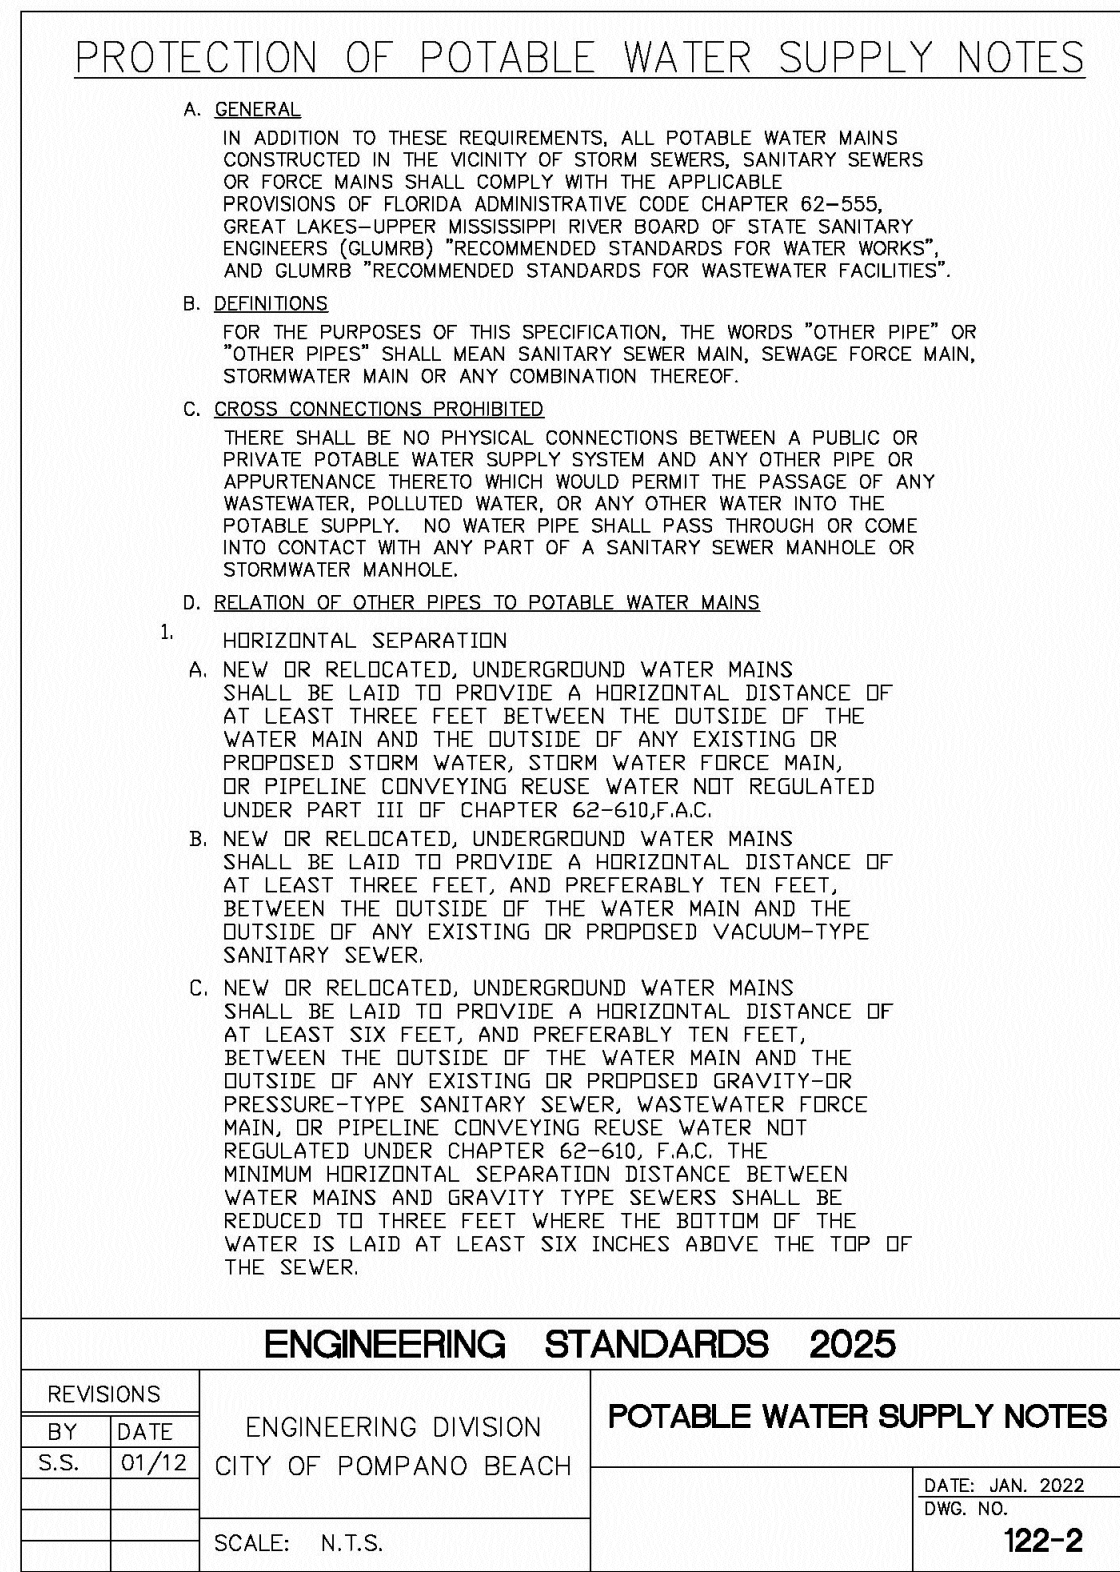 PROTECTION OF POTABLE WATER SUPPLY NOTES
A. GENERAL
IN ADDITION TO THESE REQUIREMENTS, ALL POTABLE WATER MAINS
CONSTRUCTED IN THE VICINITY OF STORM SEWERS, SANITARY SEWERS
OR FORCE MAINS SHALL COMPLY WITH THE APPLICABLE
PROVISIONS OF FLORIDA ADMINISTRATIVE CODE CHAPTER 62-555,
GREAT LAKES-UPPER MISSISSIPPI RIVER BOARD OF STATE SANITARY
ENGINEERS (GLUMRB) "RECOMMENDED STANDARDS FOR WATER WORKS",
AND GLUMRB "RECOMMENDED STANDARDS FOR WASTEWATER FACILITIES".
B. DEFINITIONS
FOR THE PURPOSES OF THIS SPECIFICATION, THE WORDS "OTHER PIPE" OR
"OTHER PIPES" SHALL MEAN SANITARY SEWER MAIN, SEWAGE FORCE MAIN,
STORMWATER MAIN OR ANY COMBINATION THEREOF.
C. CROSS CONNECTIONS PROHIBITED
THERE SHALL BE NO PHYSICAL CONNECTIONS BETWEEN A PUBLIC OR
PRIVATE POTABLE WATER SUPPLY SYSTEM AND ANY OTHER PIPE OR
APPURTENANCE THERETO WHICH WOULD PERMIT THE PASSAGE OF ANY
WASTEWATER, POLLUTED WATER, OR ANY OTHER WATER INTO THE
POTABLE SUPPLY. NO WATER PIPE SHALL PASS THROUGH OR COME
INTO CONTACT WITH ANY PART OF A SANITARY SEWER MANHOLE OR
STORMWATER MANHOLE.
D. RELATION OF OTHER PIPES TO POTABLE WATER MAINS
1. HORIZONTAL SEPARATION
A. NEW OR RELOCATED, UNDERGROUND WATER MAINS
SHALL BE LAID TO PROVIDE A HORIZONTAL DISTANCE OF
AT LEAST THREE FEET BETWEEN THE OUTSIDE OF THE
WATER MAIN AND THE OUTSIDE OF ANY EXISTING OR
PROPOSED STORM WATER, STORM WATER FORCE MAIN,
OR PIPELINE CONVEYING REUSE WATER NOT REGULATED
UNDER PART III OF CHAPTER 62-610,F.A.C.
B. NEW OR RELOCATED, UNDERGROUND WATER MAINS
SHALL BE LAID TO PROVIDE A HORIZONTAL DISTANCE OF
AT LEAST THREE FEET, AND PREFERABLY TEN FEET,
BETWEEN THE OUTSIDE OF THE WATER MAIN AND THE
OUTSIDE OF ANY EXISTING OR PROPOSED VACUUM-TYPE
SANITARY SEWER.
C. NEW OR RELOCATED, UNDERGROUND WATER MAINS
SHALL BE LAID TO PROVIDE A HORIZONTAL DISTANCE OF
AT LEAST SIX FEET, AND PREFERABLY TEN FEET,
BETWEEN THE OUTSIDE OF THE WATER MAIN AND THE
OUTSIDE OF ANY EXISTING OR PROPOSED GRAVITY-OR
PRESSURE-TYPE SANITARY SEWER, WASTEWATER FORCE
MAIN, OR PIPELINE CONVEYING REUSE WATER NOT
REGULATED UNDER CHAPTER 62-610, F.A.C. THE
MINIMUM HORIZONTAL SEPARATION DISTANCE BETWEEN
WATER MAINS AND GRAVITY TYPE SEWERS SHALL BE
REDUCED TO THREE FEET WHERE THE BOTTOM OF THE
WATER IS LAID AT LEAST SIX INCHES ABOVE THE TOP OF
THE SEWER.
ENGINEERING STANDARDS 2025
REVISIONS
BY DATE
S.S. 01/12
ENGINEERING DIVISION
CITY OF POMPANO BEACH
SCALE: N.T.S.
POTABLE WATER SUPPLY NOTES
DATE: JAN. 2022
DWG. NO.
122-2